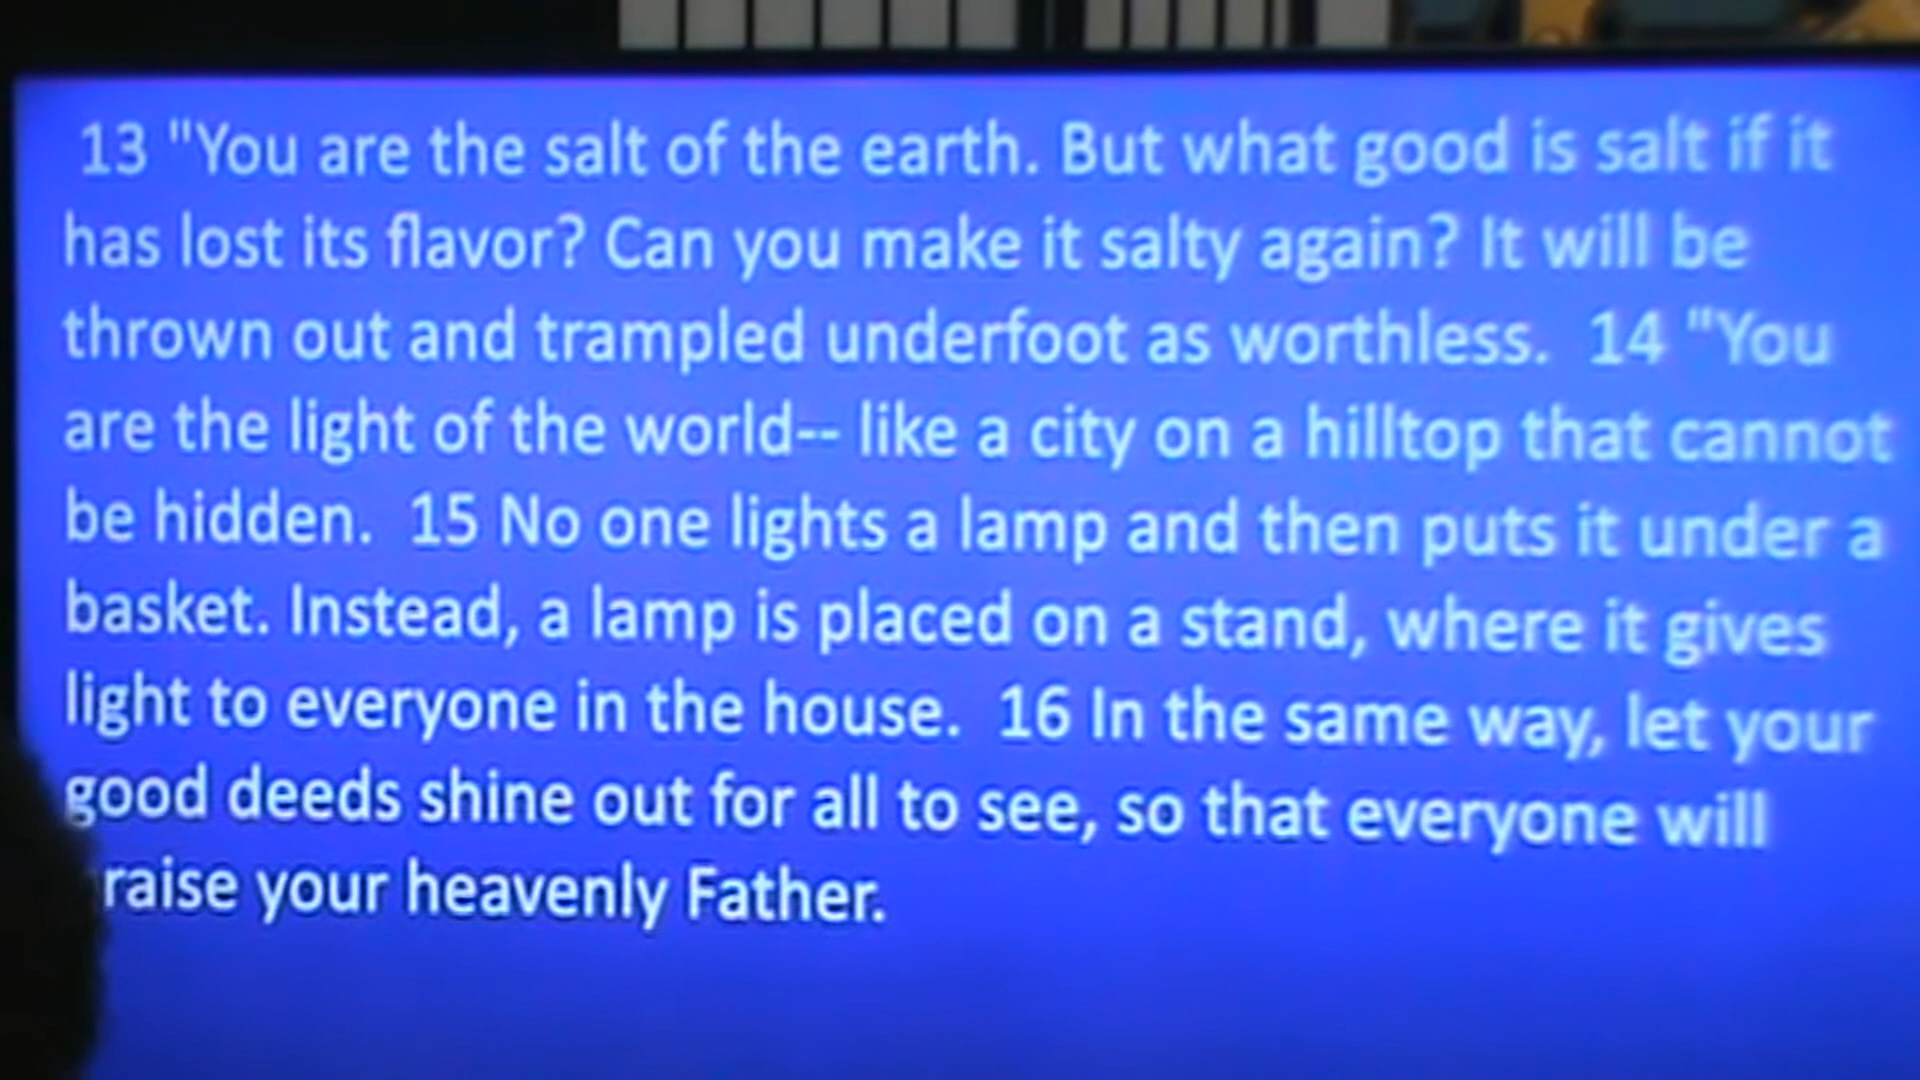 13 "You are the salt of the earth. But what good is salt if it
has lost its flavor? Can you make it salty again? It will be
thrown out and trampled underfoot as worthless.  14 "You
are the light of the world-- like a city on a hilltop that cannot
be hidden.  15 No one lights a lamp and then puts it under a
basket. Instead, a lamp is placed on a stand, where it gives
light to everyone in the house.  16 In the same way, let your
good deeds shine out for all to see, so that everyone will
raise your heavenly Father.